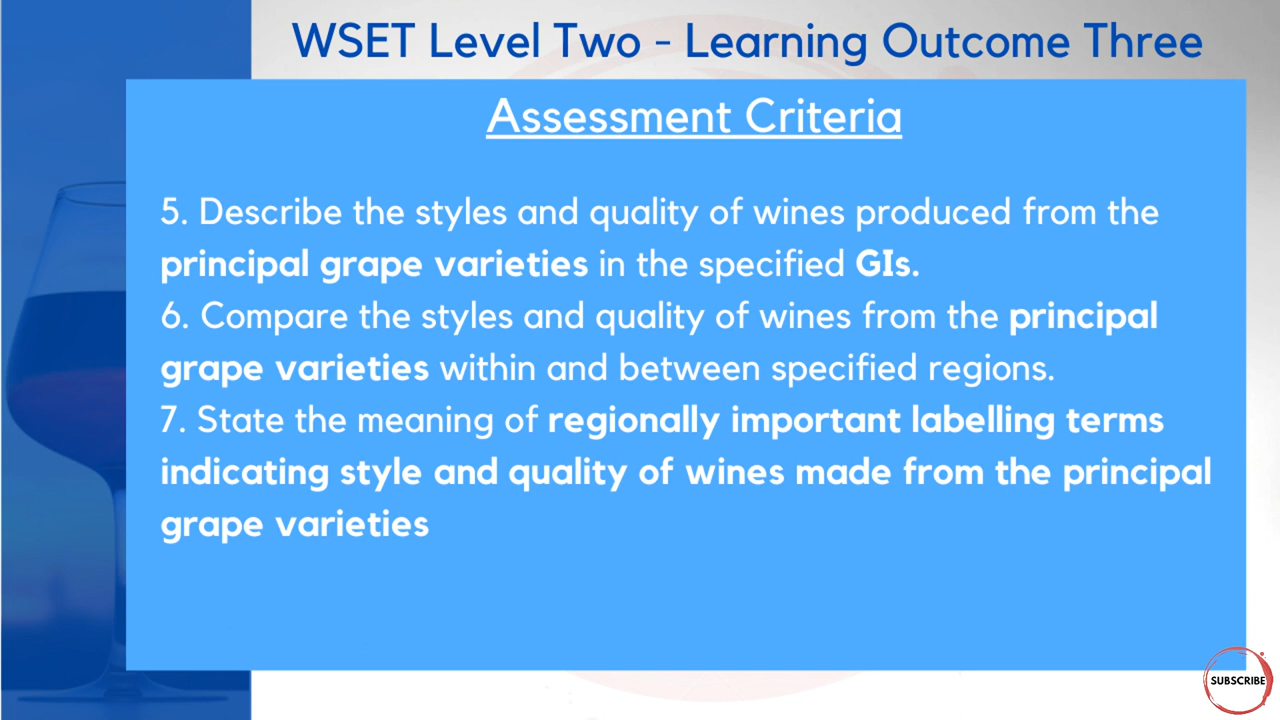 WSET Level Two - Learning Outcome Three
Assessment Criteria
5. Describe the styles and quality of wines produced from the
principal grape varieties in the specified GIs.
6. Compare the styles and quality of wines from the principal
grape varieties within and between specified regions.
7. State the meaning of regionally important labelling terms
indicating style and quality of wines made from the principal
grape varieties
SUBSCRIBE